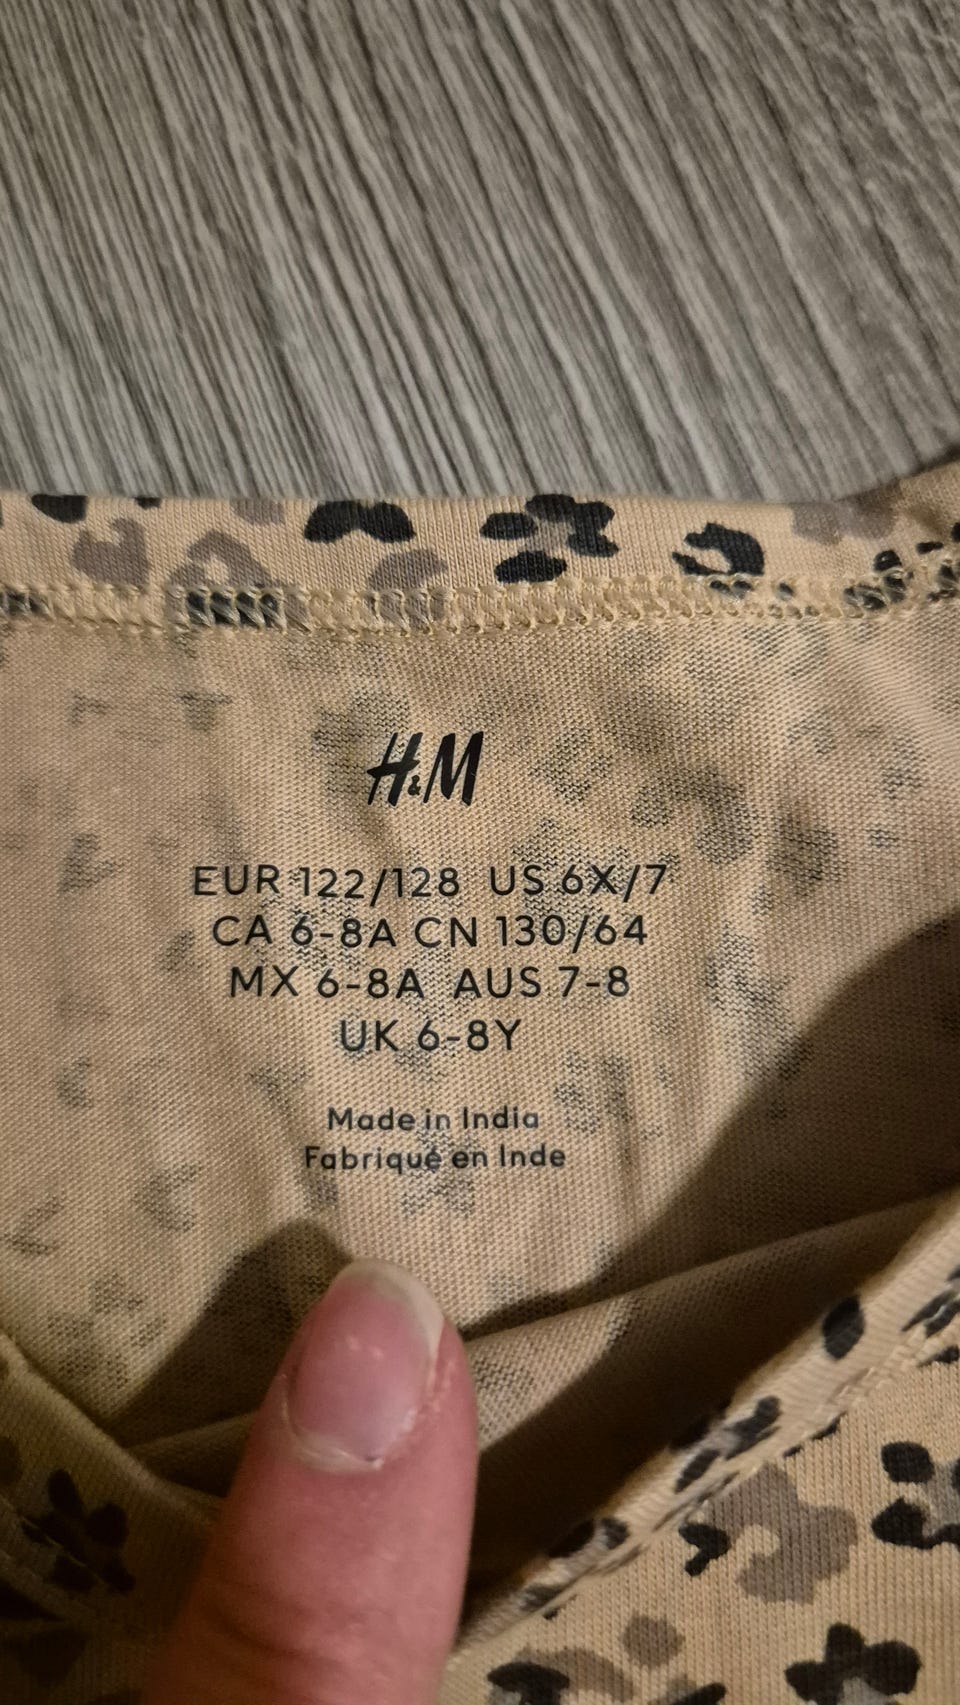 H&M
EUR 122/128 US 6X/7
CA 6-8A CN 130/64
MX 6-8A AUS 7-8
UK 6-8Y
Made in India
Fabriqué en Inde